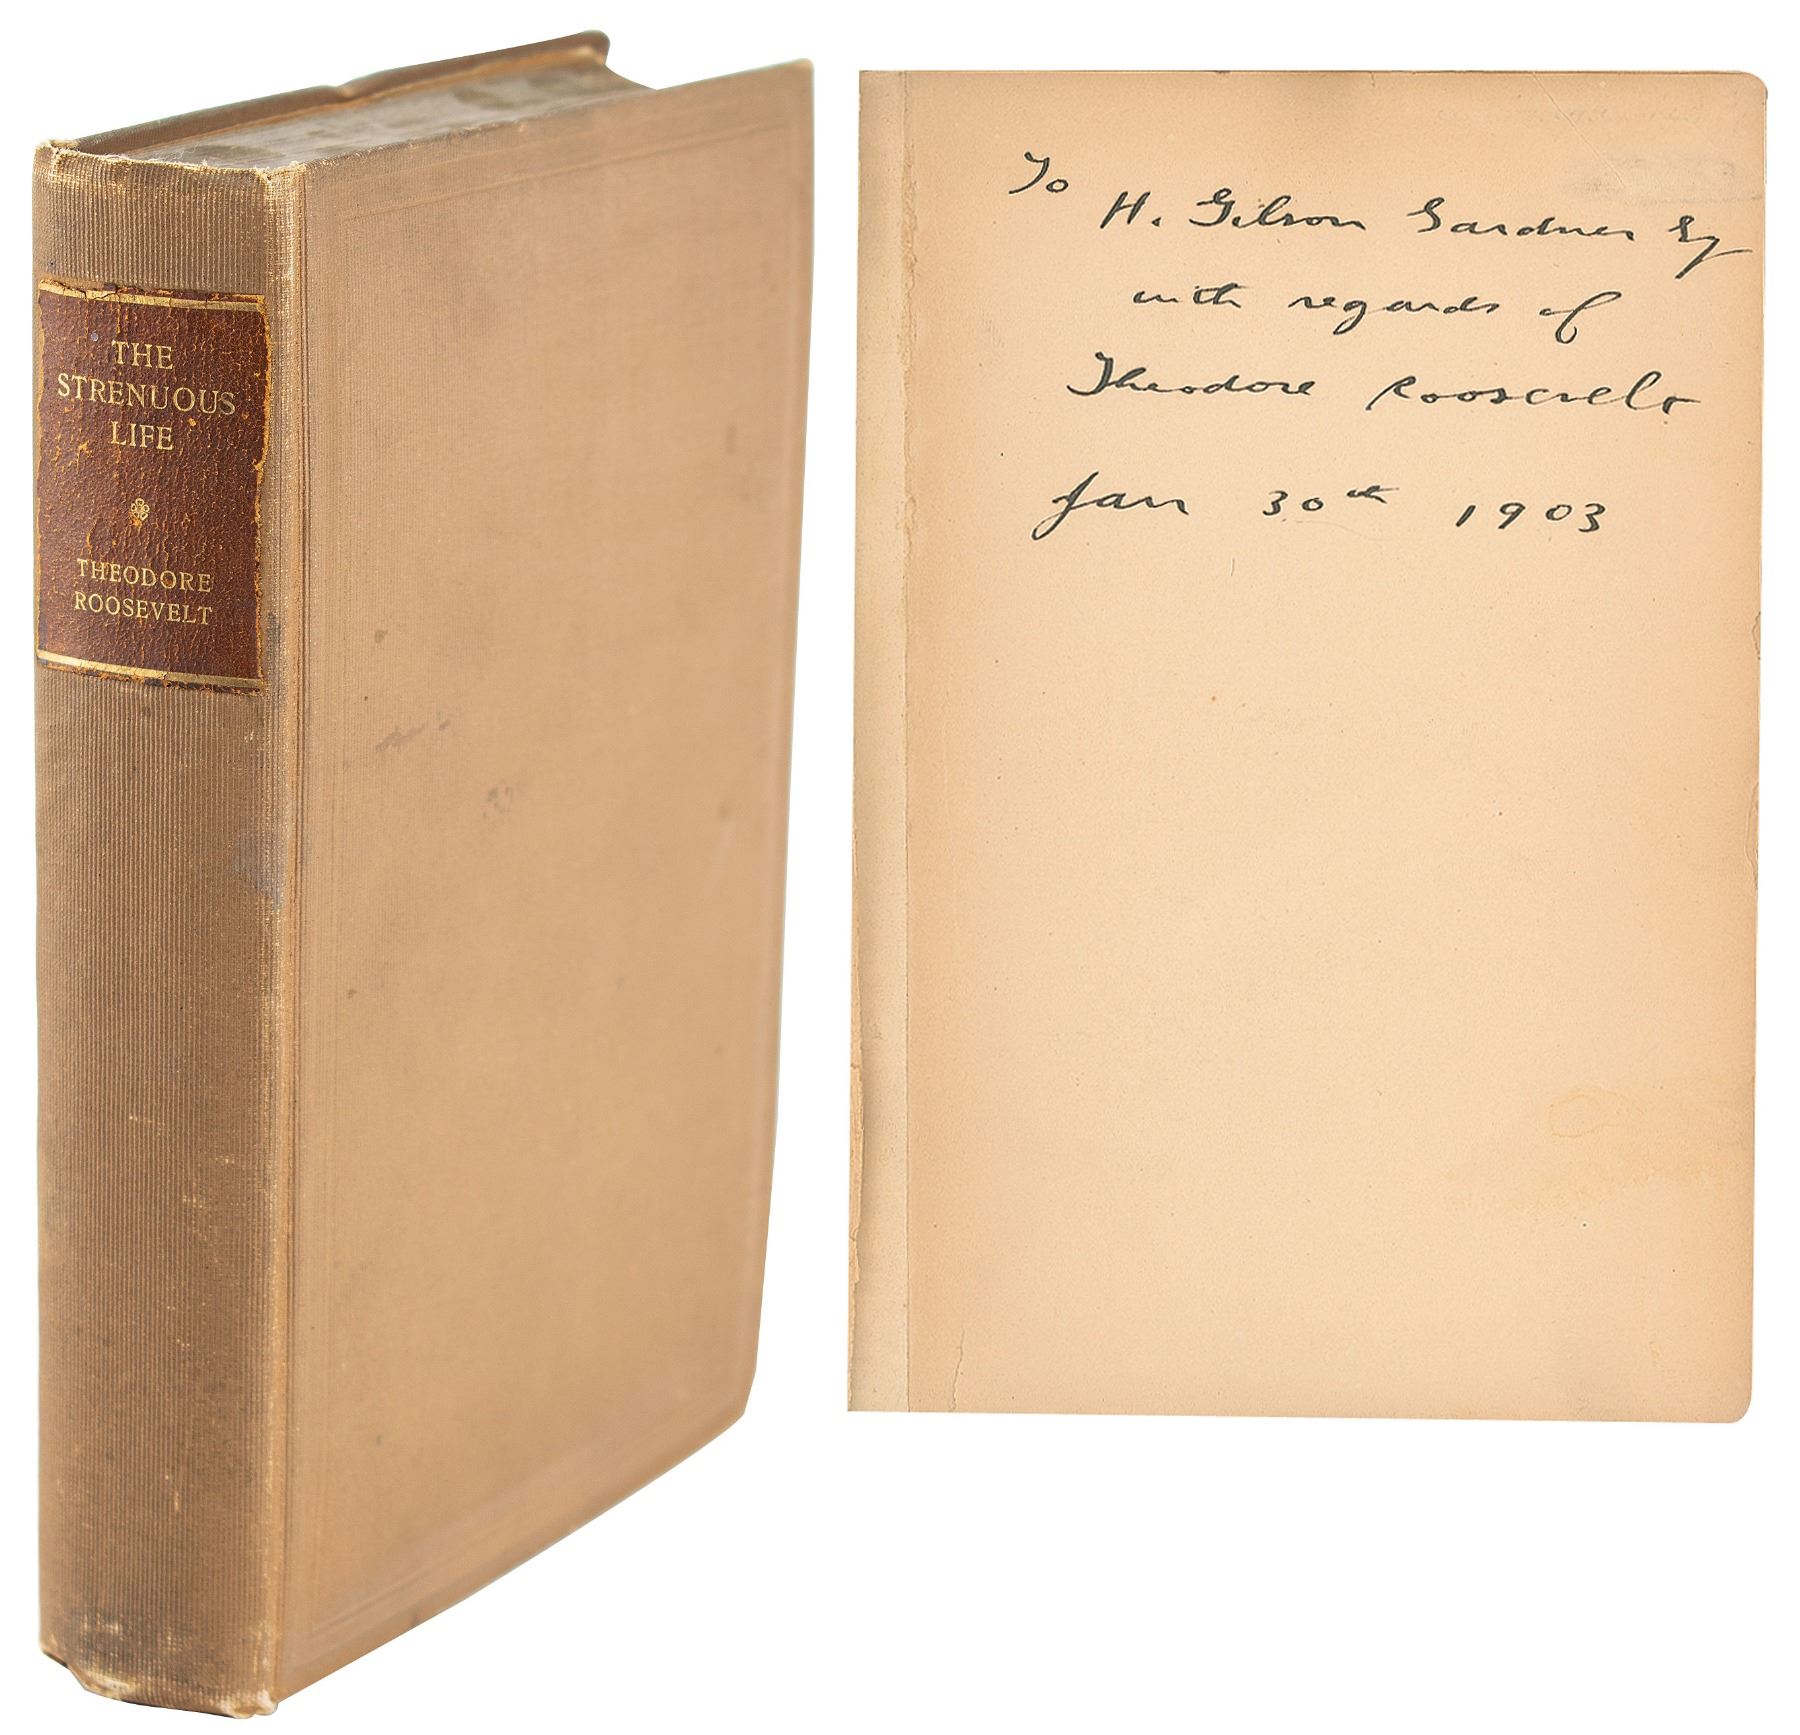 THE
STRENUOUS
LIFE
THEODORE
ROOSEVELT
To
H. Gilson Gardner Esq
with regards of
Theodore Roosevelt
Jan 30th 1903